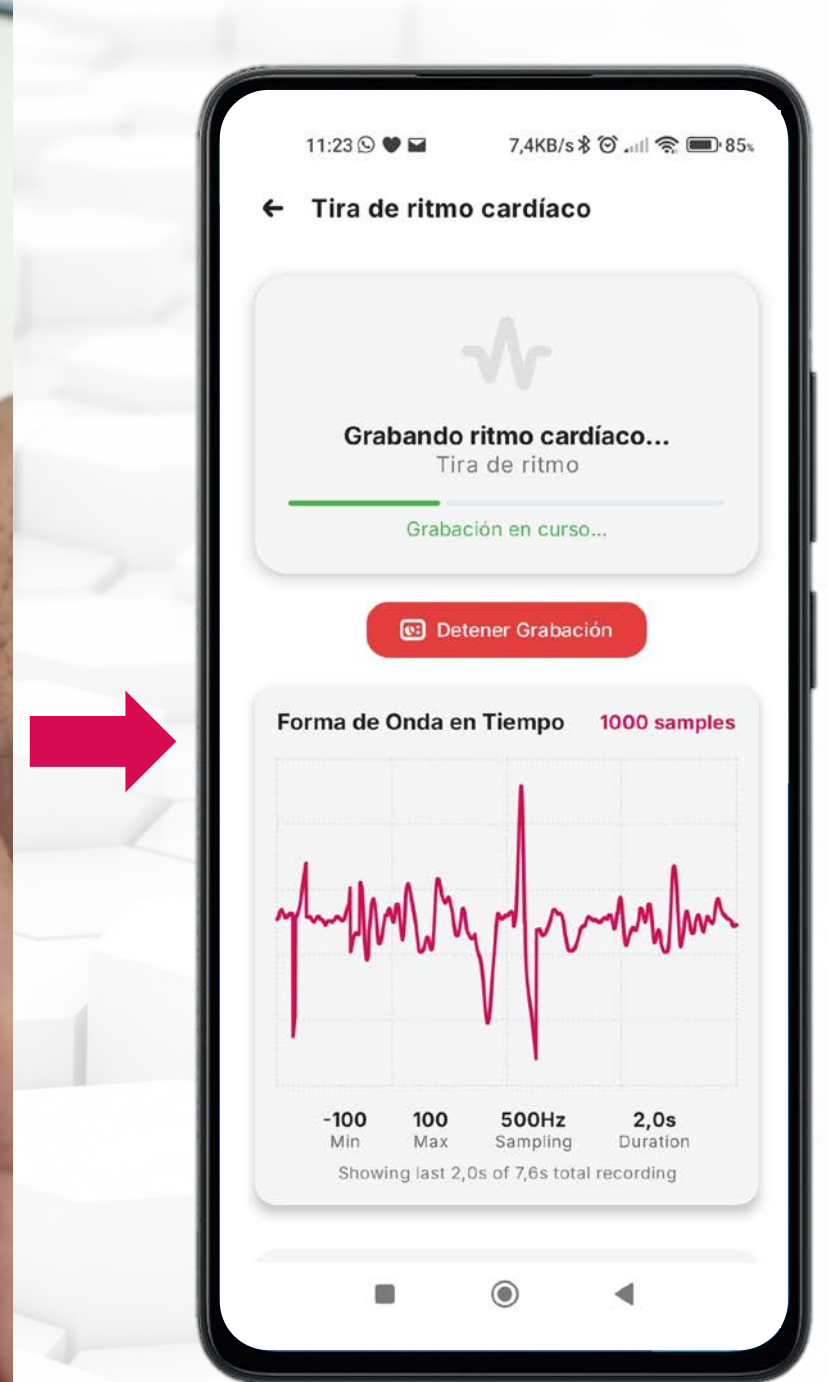 11:23 7,4KB/s 85%
Tira de ritmo cardíaco
Grabando ritmo cardíaco...
Tira de ritmo
Grabación en curso...
Detener Grabación
Forma de Onda en Tiempo 1000 samples
-100 100 500Hz 2,0s
Min Max Sampling Duration
Showing last 2,0s of 7,6s total recording